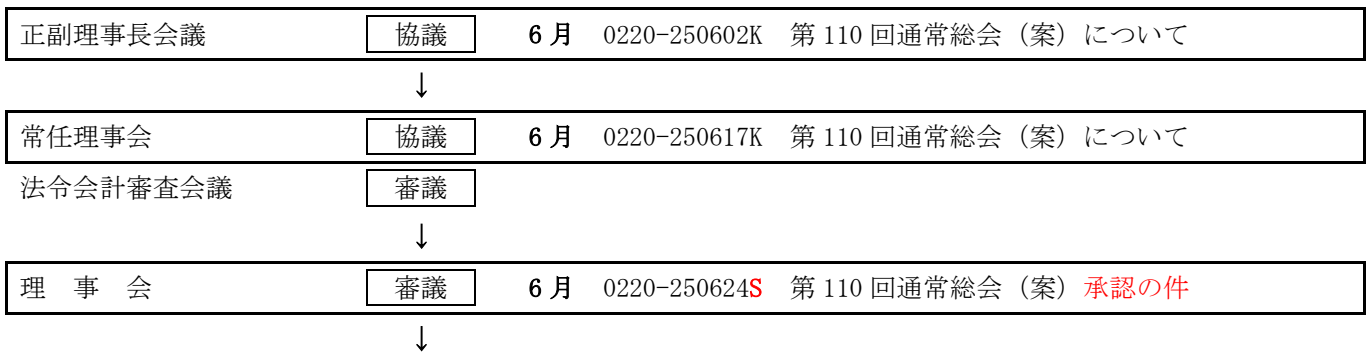 正副理事長会議 協議 6月 0220-250602K 第110回通常総会（案）について
↓
常任理事会 協議 6月 0220-250617K 第110回通常総会（案）について
法令会計審査会議 審議
↓
理　事　会 審議 6月 0220-250624S 第110回通常総会（案）承認の件
↓